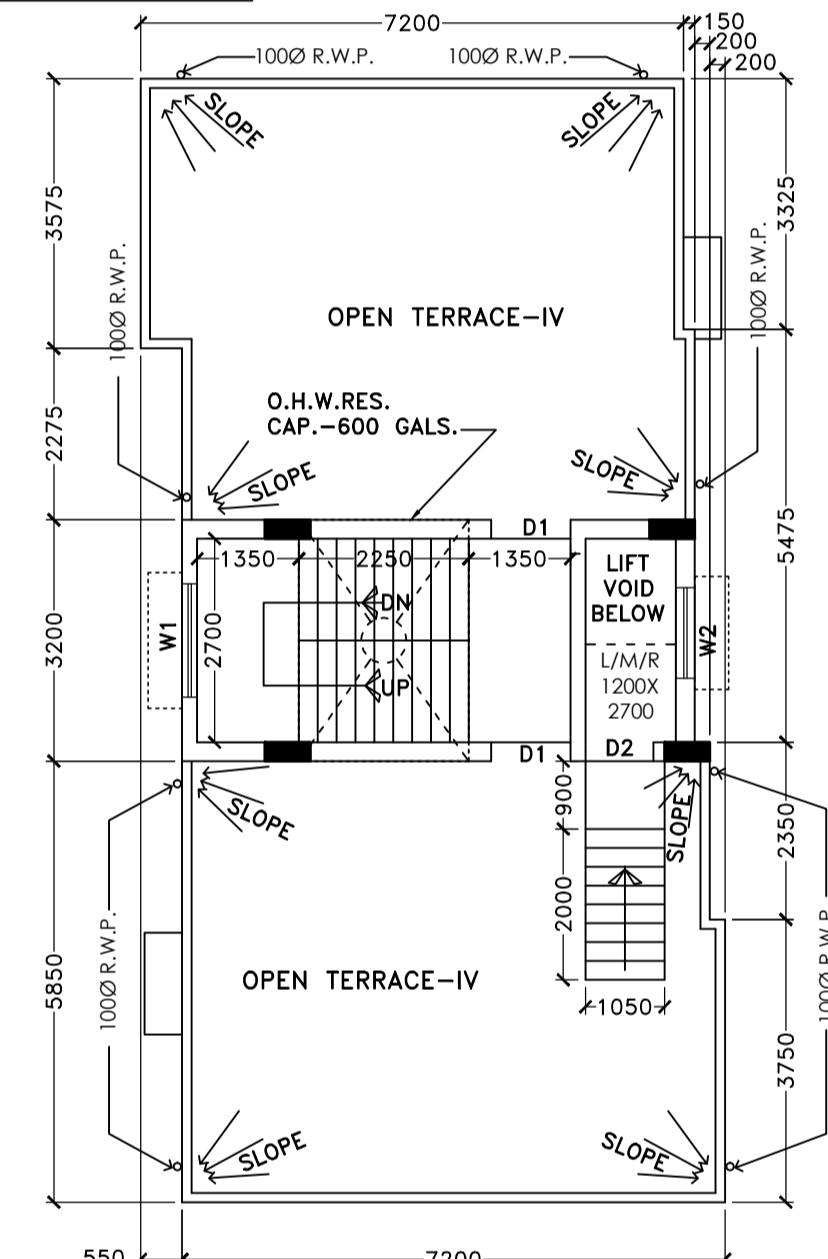 7200
150
200
200
100Ø R.W.P.
100Ø R.W.P.
SLOPE
SLOPE
3575
3325
100Ø R.W.P.
100Ø R.W.P.
OPEN TERRACE-IV
O.H.W.RES.
CAP.-600 GALS.
2275
SLOPE
SLOPE
5475
D1
1350
2250
1350
LIFT
VOID
BELOW
DN
3200
W1
2700
W2
UP
L/M/R
1200X
2700
D1
D2
SLOPE
900
SLOPE
2350
2000
100Ø R.W.P.
100Ø R.W.P.
OPEN TERRACE-IV
5850
1050
3750
SLOPE
SLOPE
550
7200